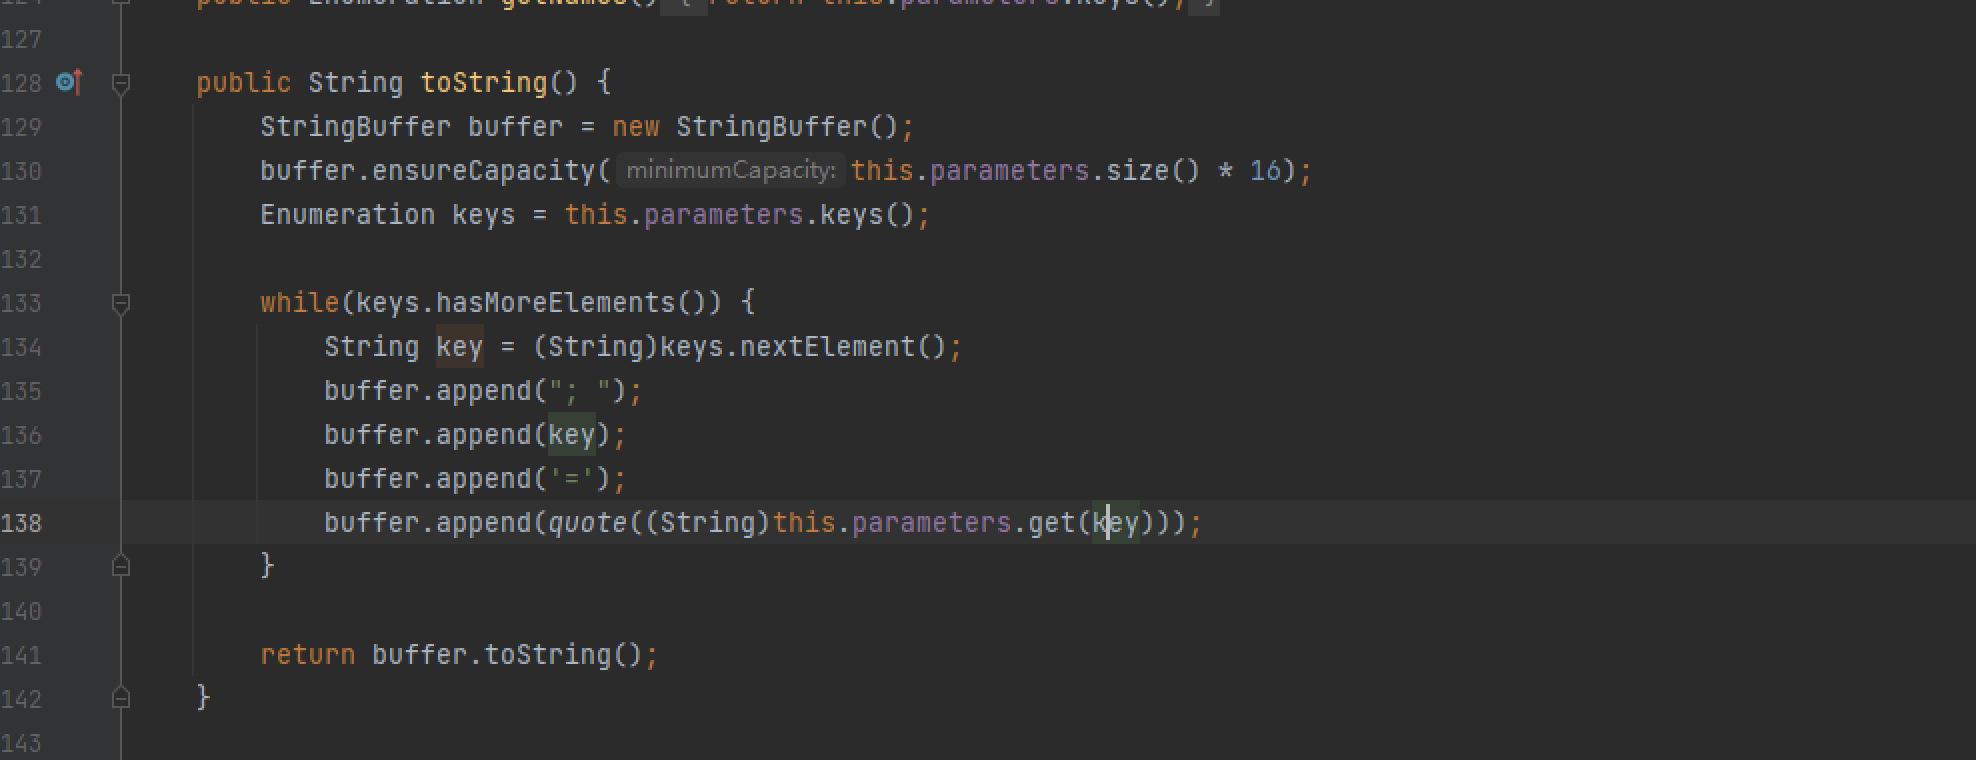 124 public Enumeration getNames() { return this.parameters.keys(); }
127
128 public String toString() {
129 StringBuffer buffer = new StringBuffer();
130 buffer.ensureCapacity( minimumCapacity: this.parameters.size() * 16);
131 Enumeration keys = this.parameters.keys();
132
133 while(keys.hasMoreElements()) {
134 String key = (String)keys.nextElement();
135 buffer.append("; ");
136 buffer.append(key);
137 buffer.append('=');
138 buffer.append(quote((String)this.parameters.get(key)));
139 }
140
141 return buffer.toString();
142 }
143